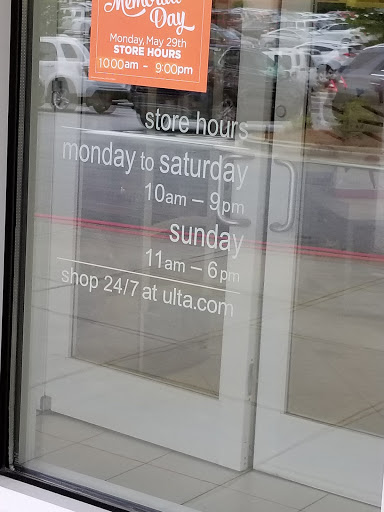 Memorial
Day
Monday, May 29th
STORE HOURS
10:00am - 9:00pm
store hours
monday to saturday
10am – 9pm
sunday
11am – 6pm
shop 24/7 at ulta.com